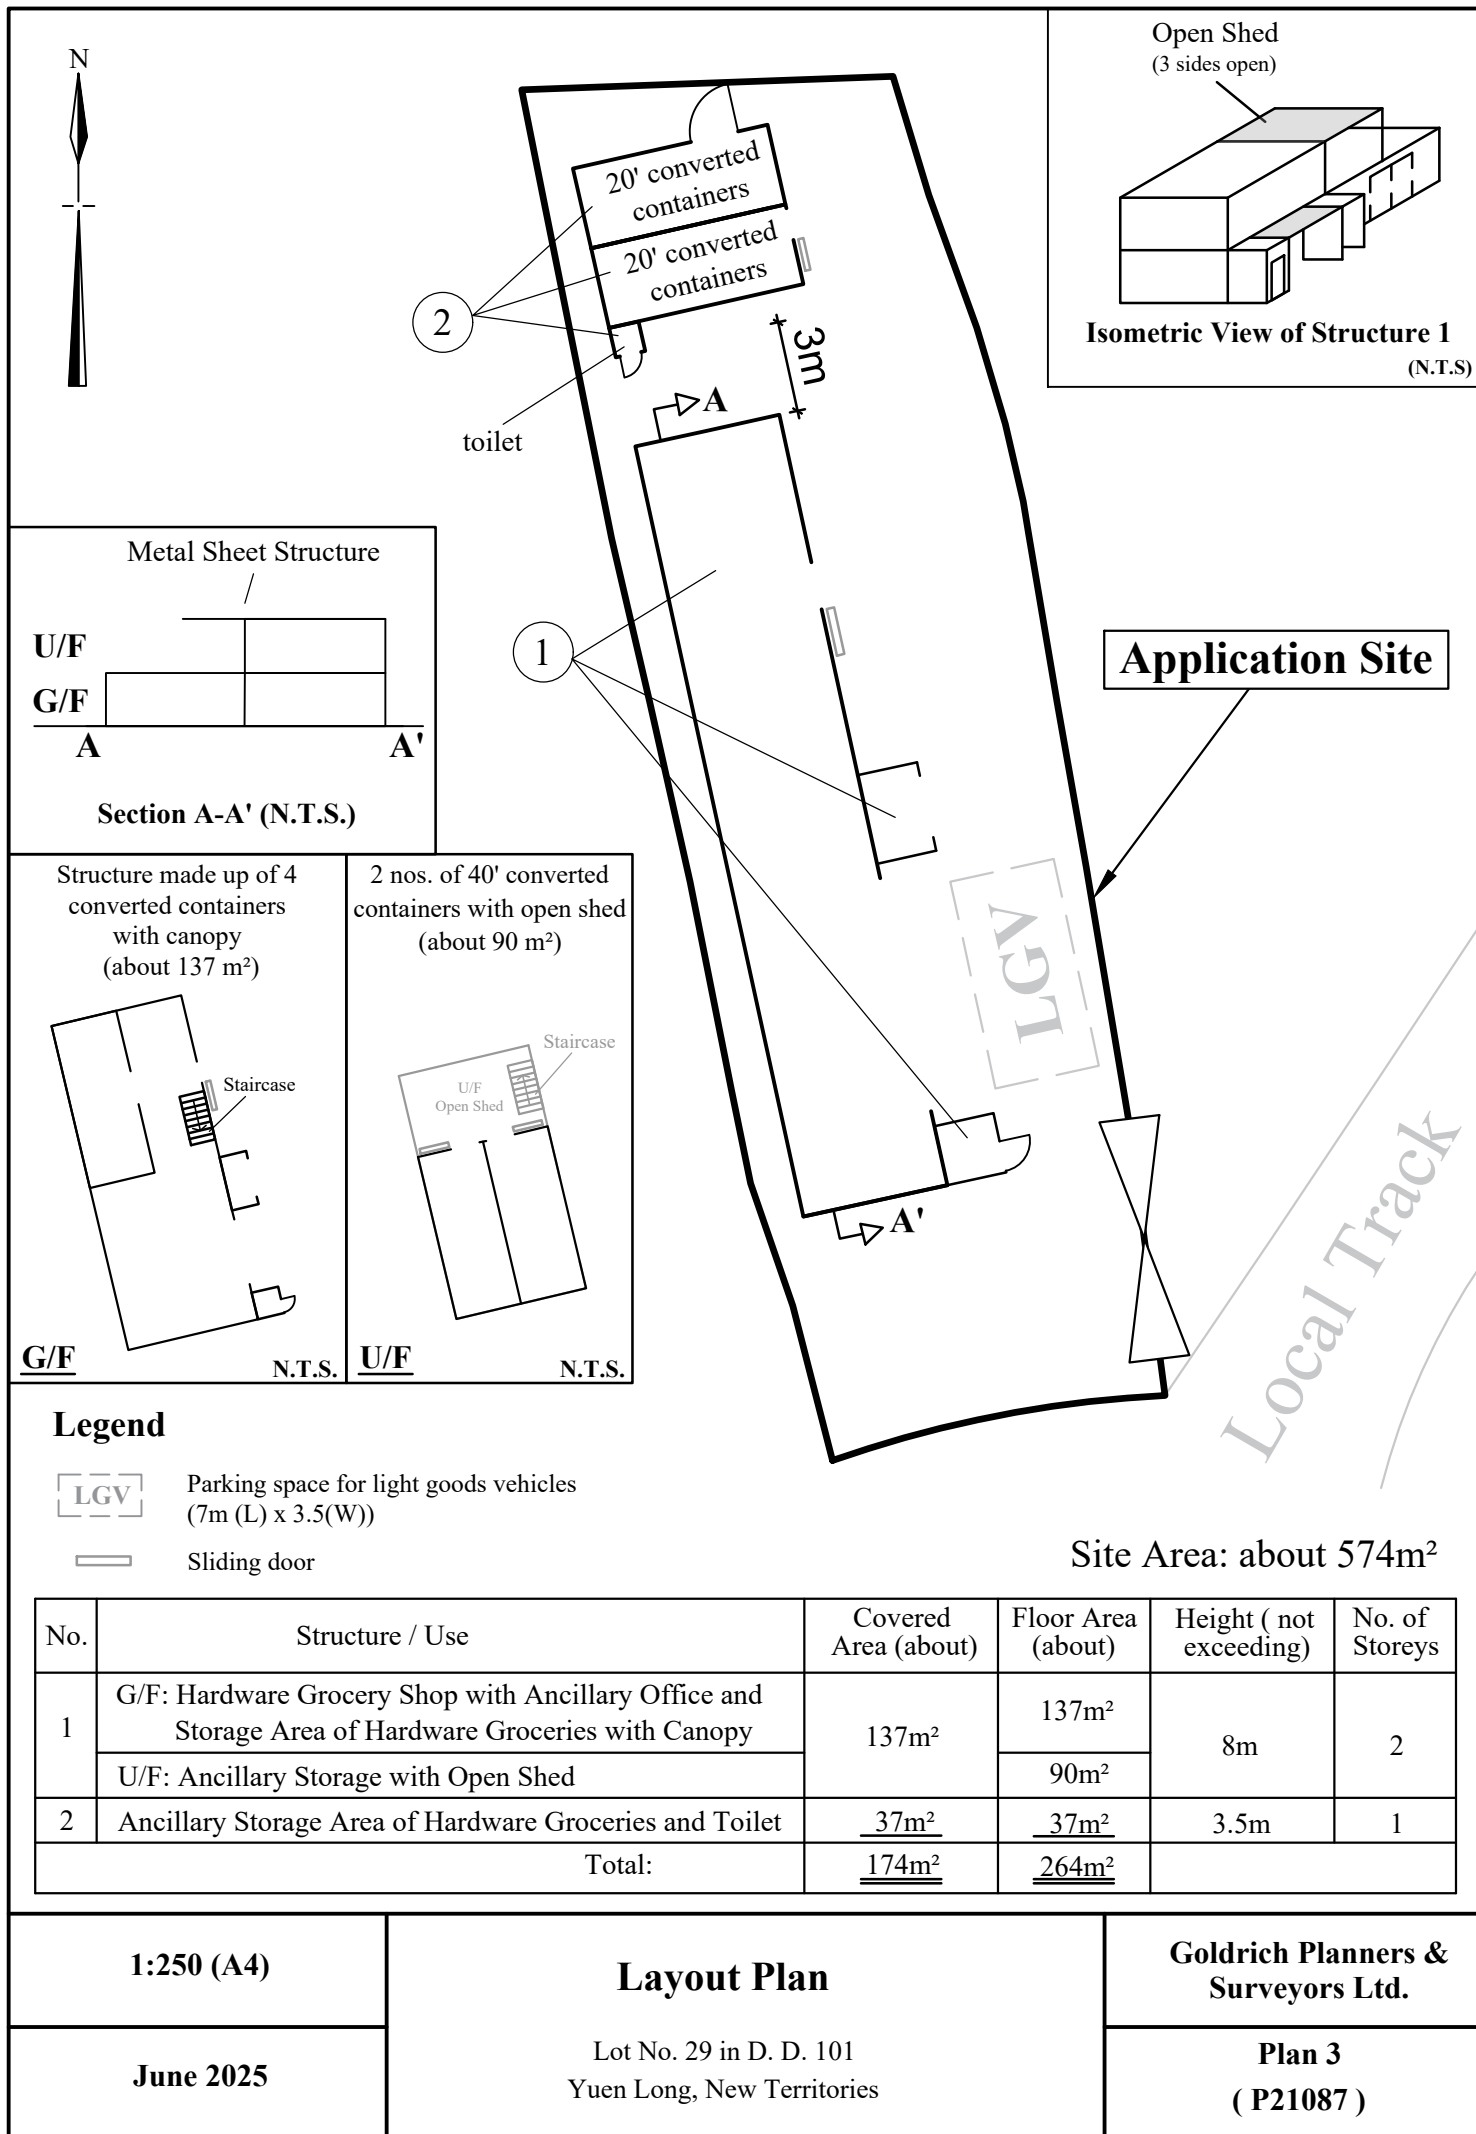 N
Open Shed
(3 sides open)
Isometric View of Structure 1
(N.T.S)
20' converted
containers
20' converted
containers
2
3m
A
toilet
Metal Sheet Structure
U/F
G/F
A
A'
Section A-A' (N.T.S.)
1
Application Site
Structure made up of 4
converted containers
with canopy
(about 137 m²)
Staircase
G/F
N.T.S.
2 nos. of 40' converted
containers with open shed
(about 90 m²)
Staircase
U/F
Open Shed
U/F
N.T.S.
LGV
A'
Local Track
Legend
LGV
Parking space for light goods vehicles
(7m (L) x 3.5(W))
Sliding door
Site Area: about 574m²
No.
Structure / Use
Covered
Area (about)
Floor Area
(about)
Height ( not
exceeding)
No. of
Storeys
1
G/F: Hardware Grocery Shop with Ancillary Office and
Storage Area of Hardware Groceries with Canopy
137m²
137m²
8m
2
U/F: Ancillary Storage with Open Shed
90m²
2
Ancillary Storage Area of Hardware Groceries and Toilet
37m²
37m²
3.5m
1
Total:
174m²
264m²
1:250 (A4)
June 2025
Layout Plan
Lot No. 29 in D. D. 101
Yuen Long, New Territories
Goldrich Planners &
Surveyors Ltd.
Plan 3
( P21087 )